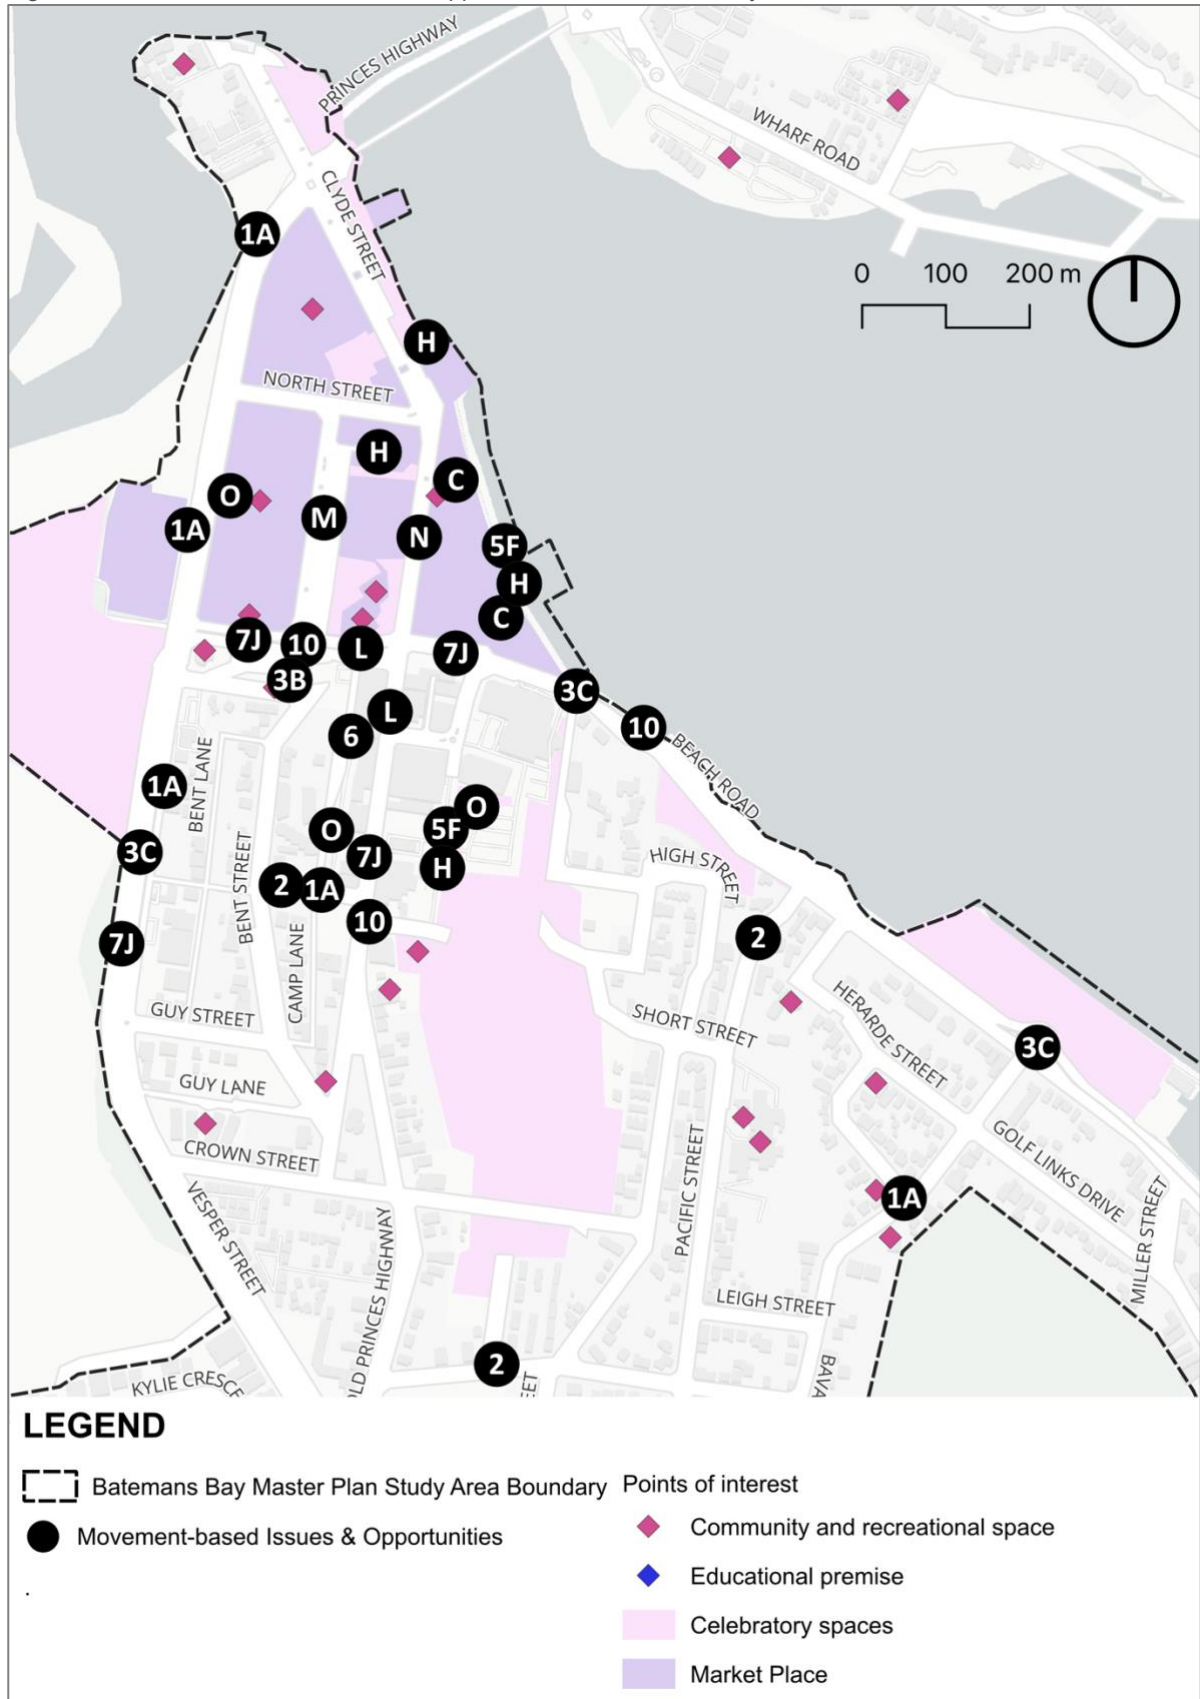 PRINCES HIGHWAY
WHARF ROAD
CLYDE STREET
1A
0 100 200 m
H
NORTH STREET
H
C
O
M
1A
N
5F
H
C
7J
10
L
7J
3B
3C
L
10
6
BEACH ROAD
BENT LANE
1A
O
5F
O
7J
3C
H
HIGH STREET
BENT STREET
2
1A
10
7J
2
CAMP LANE
GUY STREET
SHORT STREET
HERARDE STREET
3C
GUY LANE
CROWN STREET
GOLF LINKS DRIVE
PACIFIC STREET
1A
VESPER STREET
MILLER STREET
OLD PRINCES HIGHWAY
LEIGH STREET
2
BAVA
KYLIE CRESCE
EET
LEGEND
Batemans Bay Master Plan Study Area Boundary
Movement-based Issues & Opportunities
.
Points of interest
Community and recreational space
Educational premise
Celebratory spaces
Market Place